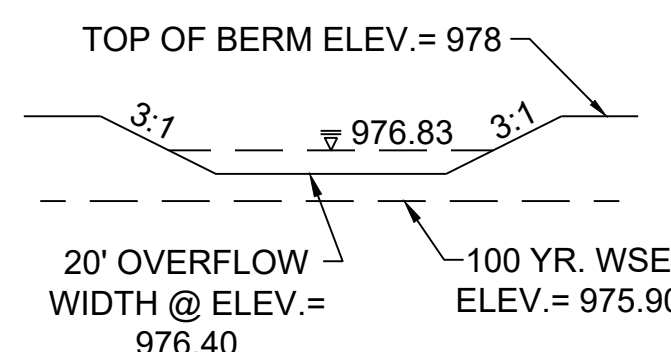 TOP OF BERM ELEV.= 978
3:1
976.83
3:1
20' OVERFLOW
WIDTH @ ELEV.=
976.40
100 YR. WSE
ELEV.= 975.90